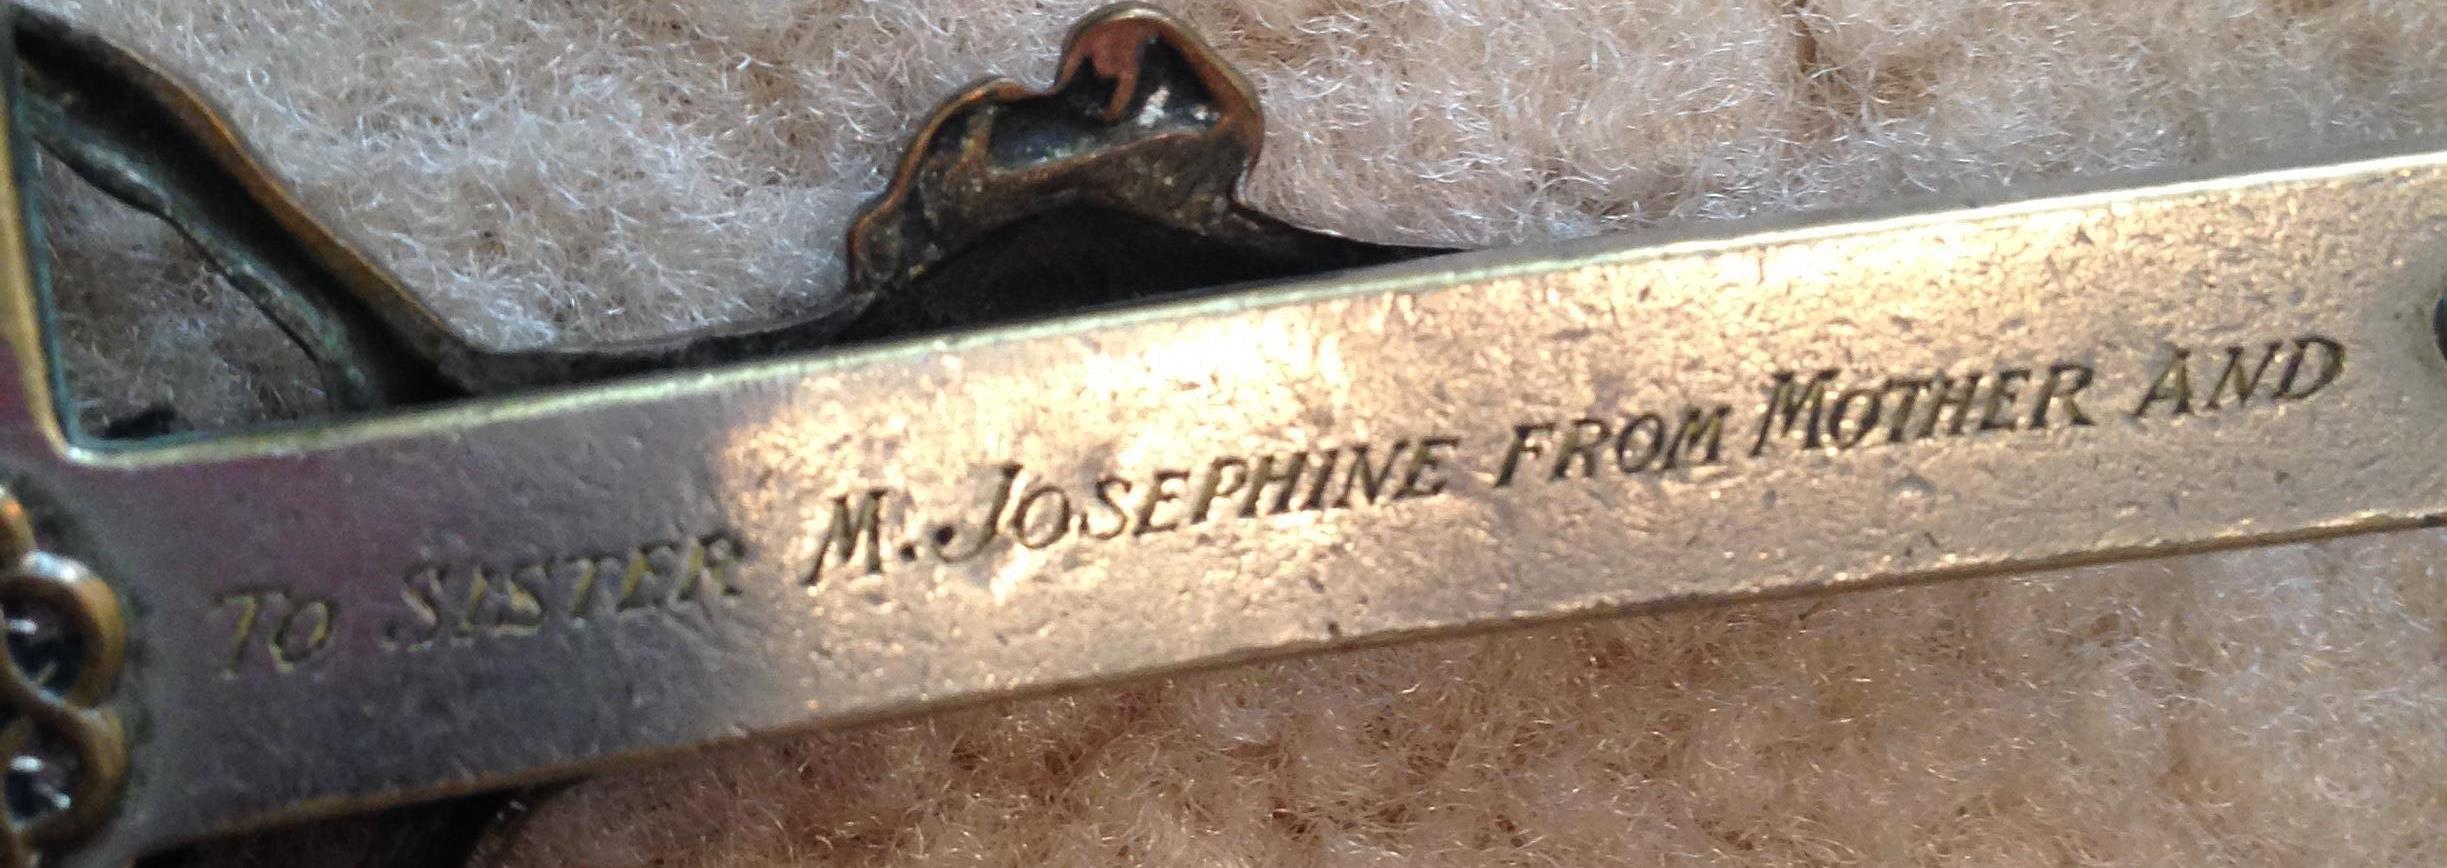 To SISTER M. JOSEPHINE FROM MOTHER AND